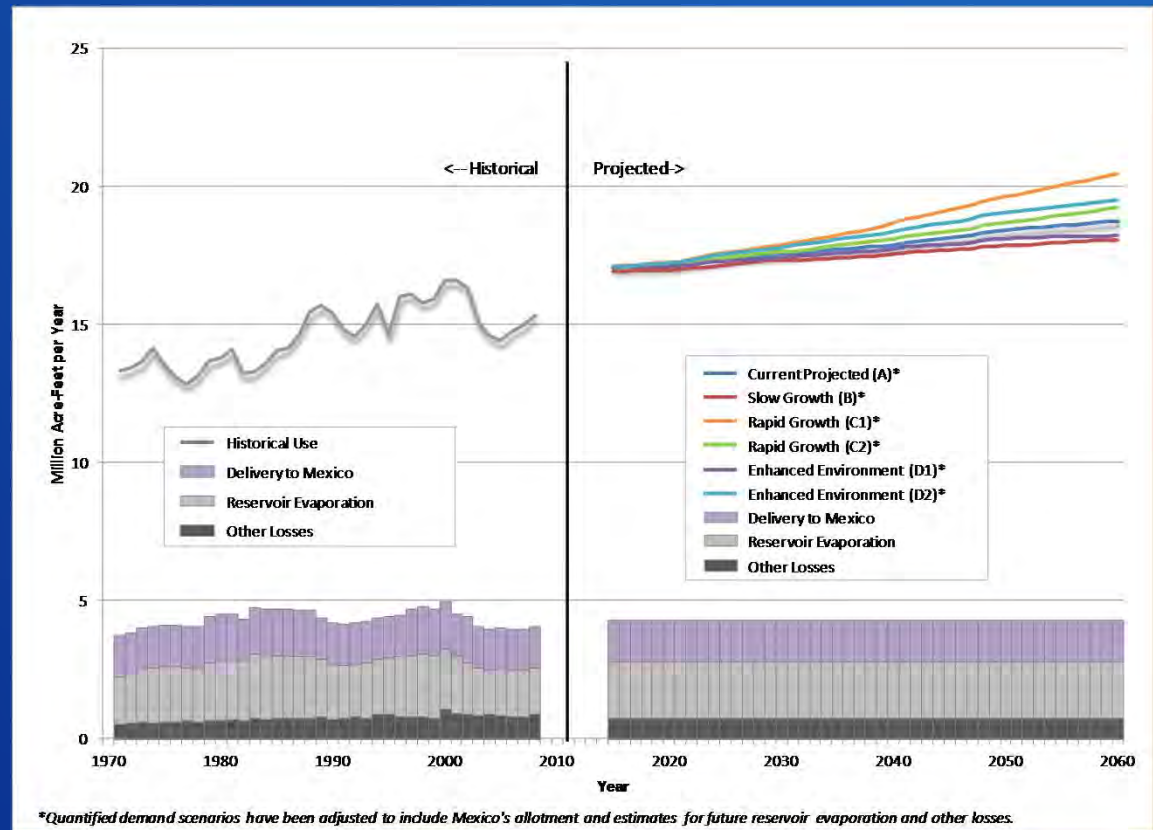 25
20
15
10
5
0
Million Acre-Feet per Year
<--Historical
Projected->
Historical Use
Delivery to Mexico
Reservoir Evaporation
Other Losses
Current Projected (A)*
Slow Growth (B)*
Rapid Growth (C1)*
Rapid Growth (C2)*
Enhanced Environment (D1)*
Enhanced Environment (D2)*
Delivery to Mexico
Reservoir Evaporation
Other Losses
1970 1980 1990 2000 2010 2020 2030 2040 2050 2060
Year
*Quantified demand scenarios have been adjusted to include Mexico's allotment and estimates for future reservoir evaporation and other losses.